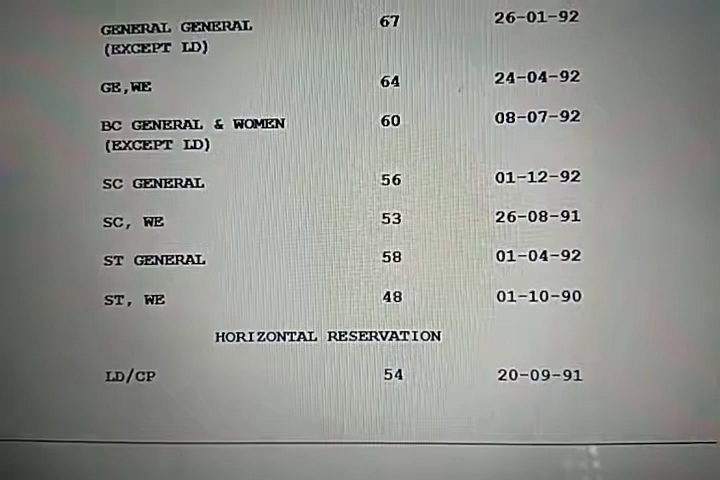 GENERAL GENERAL 67 26-01-92
(EXCEPT LD)
GE,WE 64 24-04-92
BC GENERAL & WOMEN 60 08-07-92
(EXCEPT LD)
SC GENERAL 56 01-12-92
SC, WE 53 26-08-91
ST GENERAL 58 01-04-92
ST, WE 48 01-10-90
HORIZONTAL RESERVATION
LD/CP 54 20-09-91